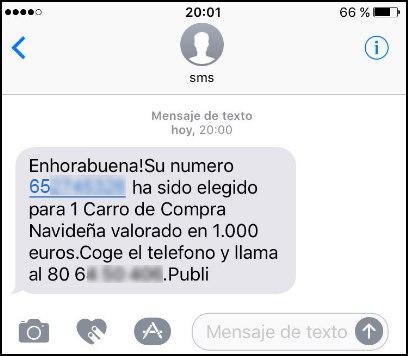 20:01
66 %
sms
Mensaje de texto
hoy, 20:00
Enhorabuena!Su numero
65 ha sido elegido
para 1 Carro de Compra
Navideña valorado en 1.000
euros.Coge el telefono y llama
al 80 6 .Publi
Mensaje de texto